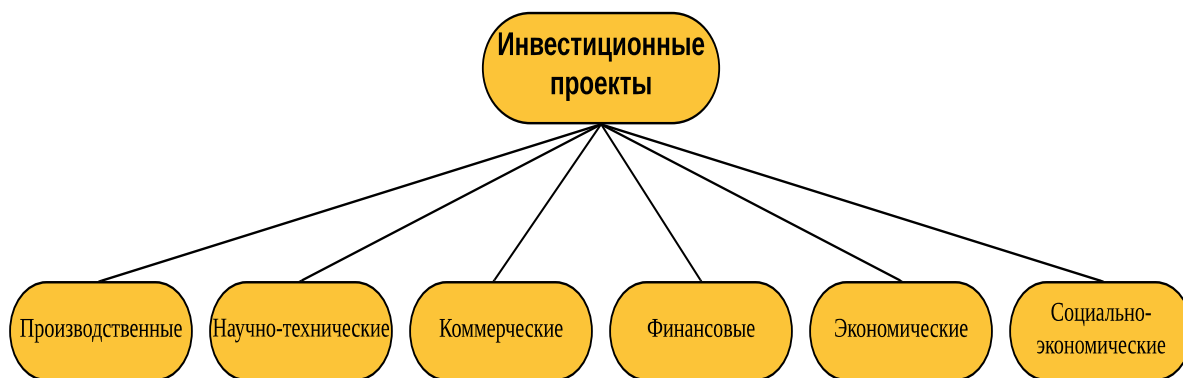 Инвестиционные
проекты
Производственные
Научно-технические
Коммерческие
Финансовые
Экономические
Социально-
экономические